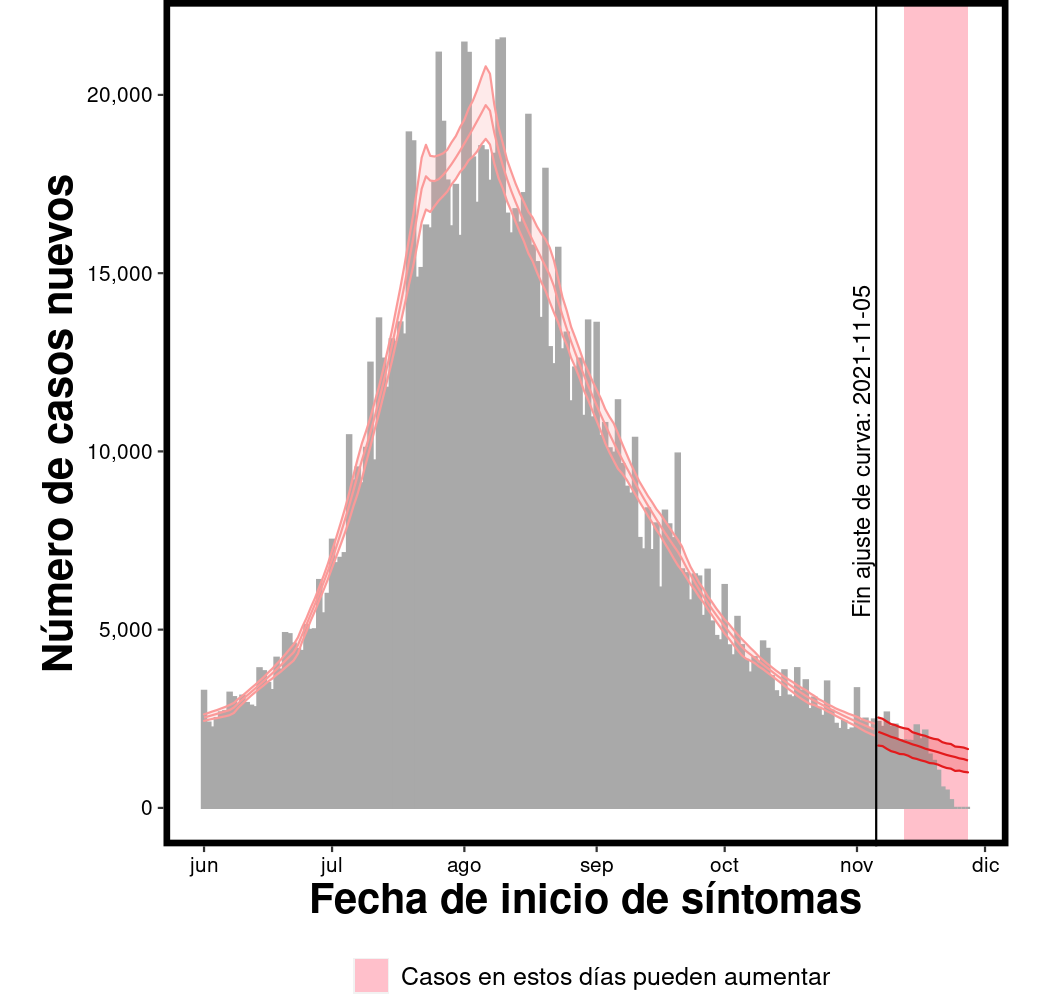 Número de casos nuevos
20,000
15,000
10,000
5,000
0
Fin ajuste de curva: 2021-11-05
jun jul ago sep oct nov dic
Fecha de inicio de síntomas
Casos en estos días pueden aumentar